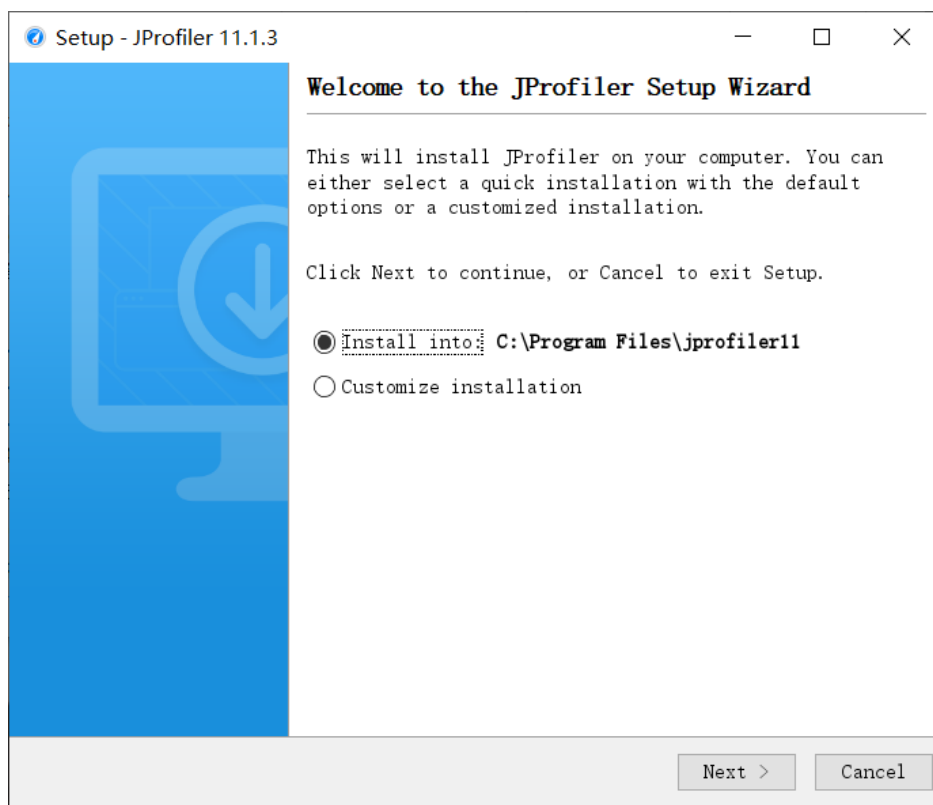 Setup - JProfiler 11.1.3
Welcome to the JProfiler Setup Wizard
This will install JProfiler on your computer. You can
either select a quick installation with the default
options or a customized installation.
Click Next to continue, or Cancel to exit Setup.
Install into: C:\Program Files\jprofiler11
Customize installation
Next >
Cancel